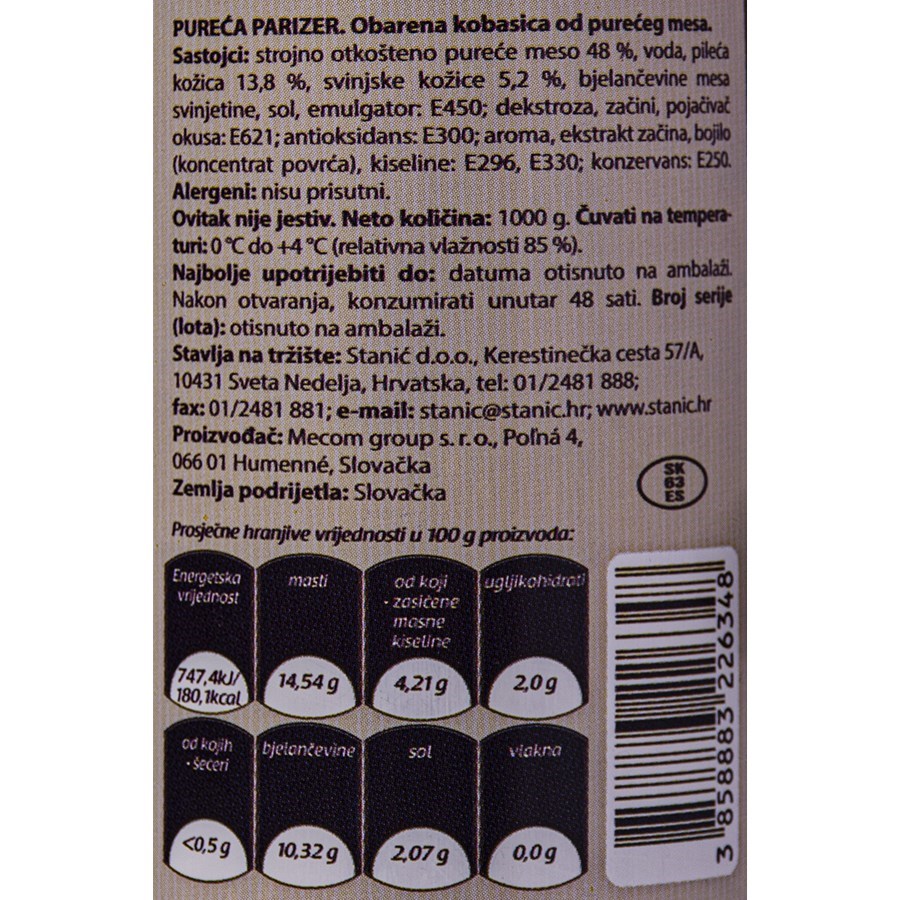 PUREĆA PARIZER. Obarena kobasica od purećeg mesa.
Sastojci: strojno otkošteno pureće meso 48 %, voda, pileća
kožica 13,8 %, svinjske kožice 5,2 %, bjelančevine mesa
svinjetine, sol, emulgator: E450; dekstroza, začini, pojačivač
okusa: E621; antioksidans: E300; aroma, ekstrakt začina, bojilo
(koncentrat povrća), kiseline: E296, E330; konzervans: E250.
Alergeni: nisu prisutni.
Ovitak nije jestiv. Neto količina: 1000 g. Čuvati na tempera-
turi: 0 °C do +4 °C (relativna vlažnosti 85 %).
Najbolje upotrijebiti do: datuma otisnuto na ambalaži.
Nakon otvaranja, konzumirati unutar 48 sati. Broj serije
(lota): otisnuto na ambalaži.
Stavlja na tržište: Stanić d.o.o., Kerestinečka cesta 57/A,
10431 Sveta Nedelja, Hrvatska, tel: 01/2481 888;
fax: 01/2481 881; e-mail: stanic@stanic.hr; www.stanic.hr
Proizvođač: Mecom group s. r. o., Poľná 4,
066 01 Humenné, Slovačka
Zemlja podrijetla: Slovačka
SK
63
ES
Prosječne hranjive vrijednosti u 100 g proizvoda:
Energetska
vrijednost
747,4kJ/
180,1kcal
masti
14,54 g
od koji
- zasićene
masne
kiseline
4,21 g
ugljikohidrati
2,0 g
od kojih
- šećeri
<0,5 g
bjelančevine
10,32 g
sol
2,07 g
vlakna
0,0 g
3 858883 226348